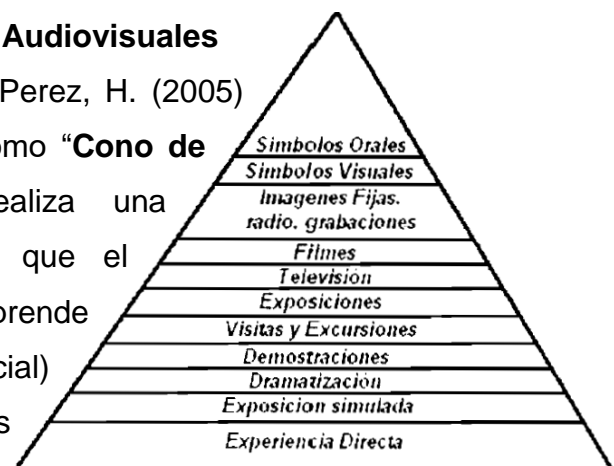 Audiovisuales
Perez, H. (2005)
omo “Cono de
ealiza una
que el
orende
cial)
s
Simbolos Orales
Simbolos Visuales
Imagenes Fijas.
radio. grabaciones
Filmes
Televisión
Exposiciones
Visitas y Excursiones
Demostraciones
Dramatización
Exposicion simulada
Experiencia Directa